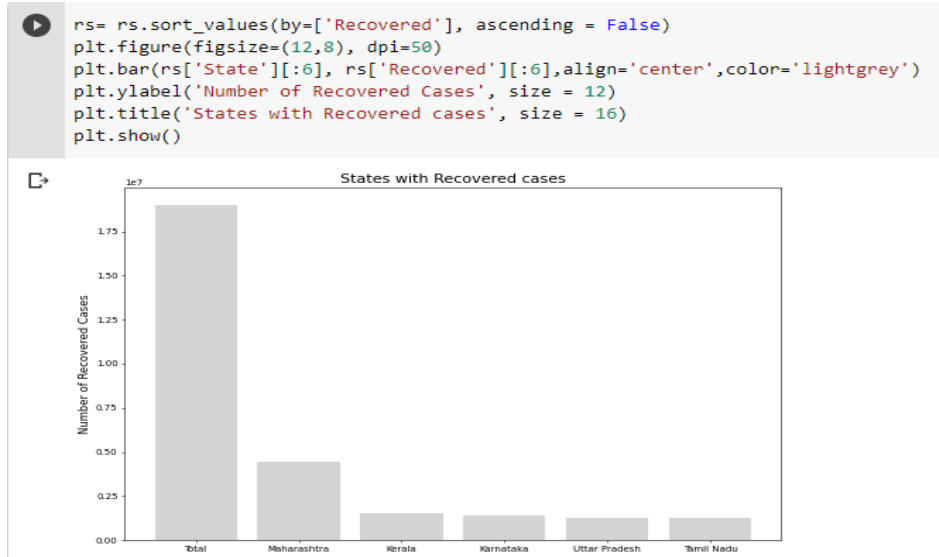 rs= rs.sort_values(by=['Recovered'], ascending = False)
plt.figure(figsize=(12,8), dpi=50)
plt.bar(rs['State'][:6], rs['Recovered'][:6],align='center',color='lightgrey')
plt.ylabel('Number of Recovered Cases', size = 12)
plt.title('States with Recovered cases', size = 16)
plt.show()
States with Recovered cases
1e7
1.75
1.50
1.25
1.00
0.75
0.50
0.25
0.00
Number of Recovered Cases
Total Maharashtra Kerala Karnataka Uttar Pradesh Tamil Nadu